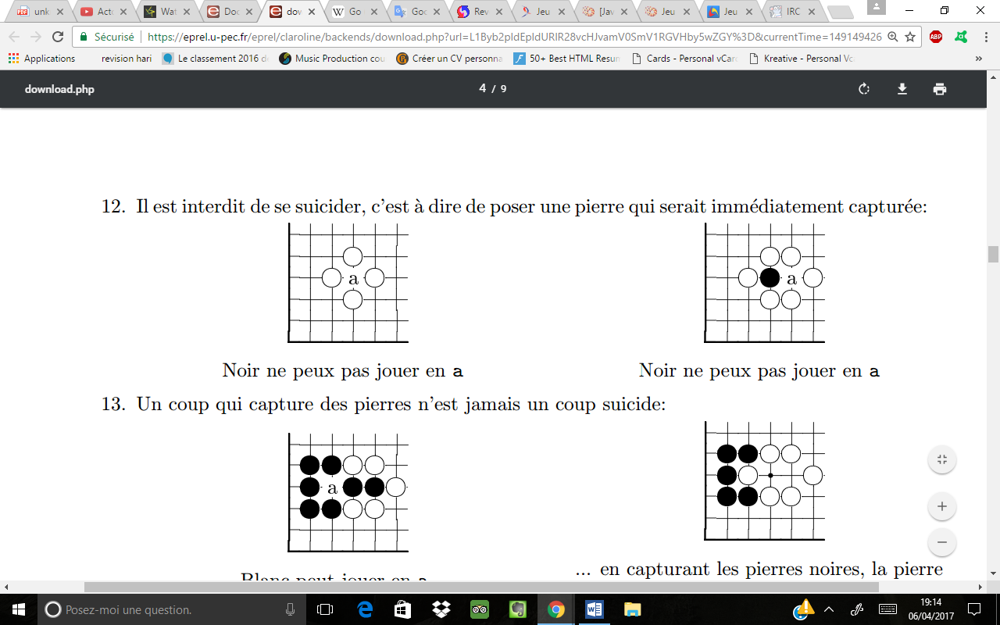 unk
Acto
Wat
Doc
dov
Go
Goo
Rev
Jeu
[Jav
Jeu
Jeu
IRC
Sécurisé
https://eprel.u-pec.fr/eprel/claroline/backends/download.php?url=L1Byb2pldEpldURlR28vcHJvamV0SmV1RGVHby5wZGY%3D&currentTime=149149426
Applications
revision hari
Le classement 2016 d
Music Production cou
Créer un CV personna
50+ Best HTML Resun
Cards - Personal vCar
Kreative - Personal Vc
»
download.php
4 / 9
12. Il est interdit de se suicider, c'est à dire de poser une pierre qui serait immédiatement capturée:
a
a
Noir ne peux pas jouer en a
Noir ne peux pas jouer en a
13. Un coup qui capture des pierres n'est jamais un coup suicide:
a
Blanc peut jouer en a
... en capturant les pierres noires, la pierre
Posez-moi une question.
19:14
06/04/2017